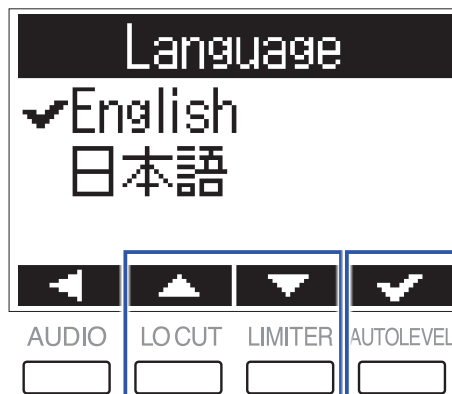 Language
✔English
日本語
AUDIO LO CUT LIMITER AUTOLEVEL